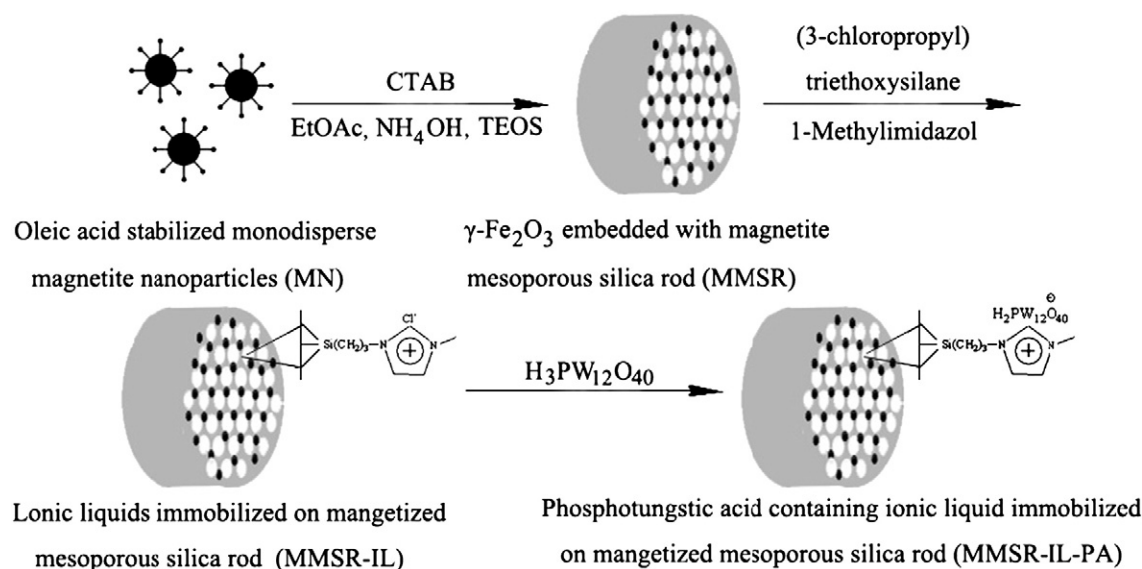 CTAB
EtOAc, NH4OH, TEOS
(3-chloropropyl)
triethoxysilane
1-Methylimidazol
Oleic acid stabilized monodisperse
magnetite nanoparticles (MN)
γ-Fe2O3 embedded with magnetite
mesoporous silica rod (MMSR)
Cl-
Si(CH2)3 N + N
H3PW12O40
⊖
H2PW12O40
Si(CH2)3 N + N
Lonic liquids immobilized on mangetized
mesoporous silica rod (MMSR-IL)
Phosphotungstic acid containing ionic liquid immobilized
on mangetized mesoporous silica rod (MMSR-IL-PA)